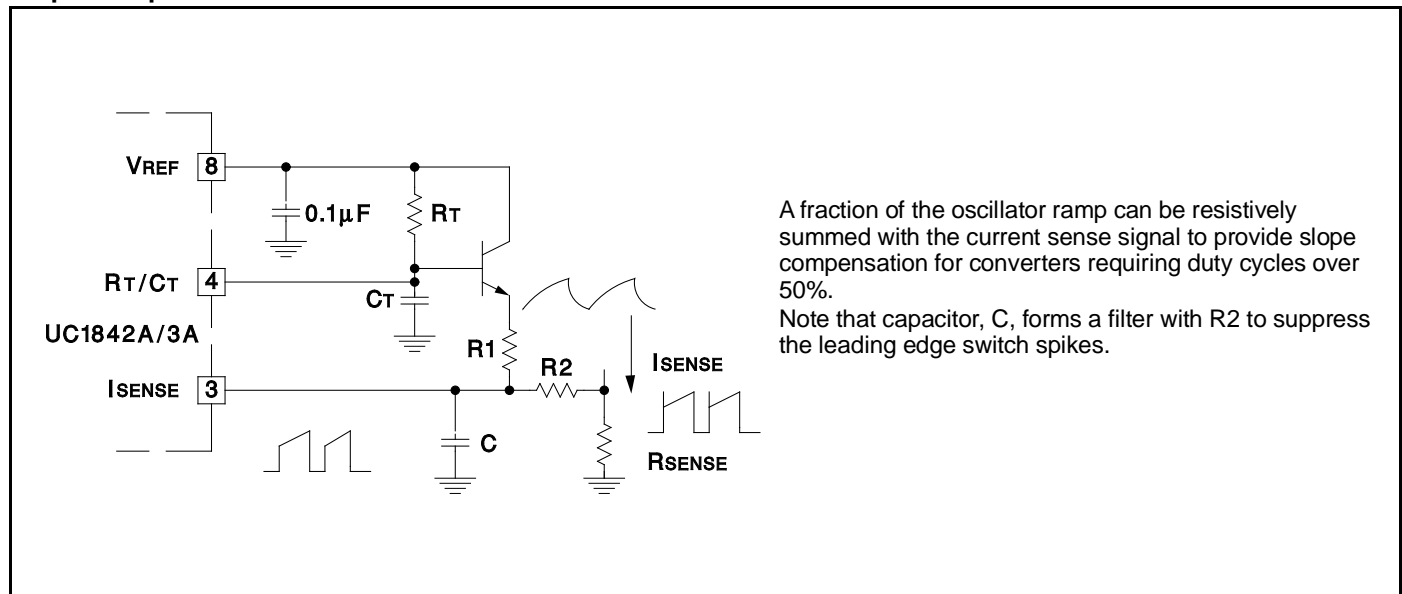 VREF 8
0.1μF
RT
RT/CT 4
CT
UC1842A/3A
R1
R2
ISENSE
ISENSE 3
C
RSENSE
A fraction of the oscillator ramp can be resistively
summed with the current sense signal to provide slope
compensation for converters requiring duty cycles over
50%.
Note that capacitor, C, forms a filter with R2 to suppress
the leading edge switch spikes.